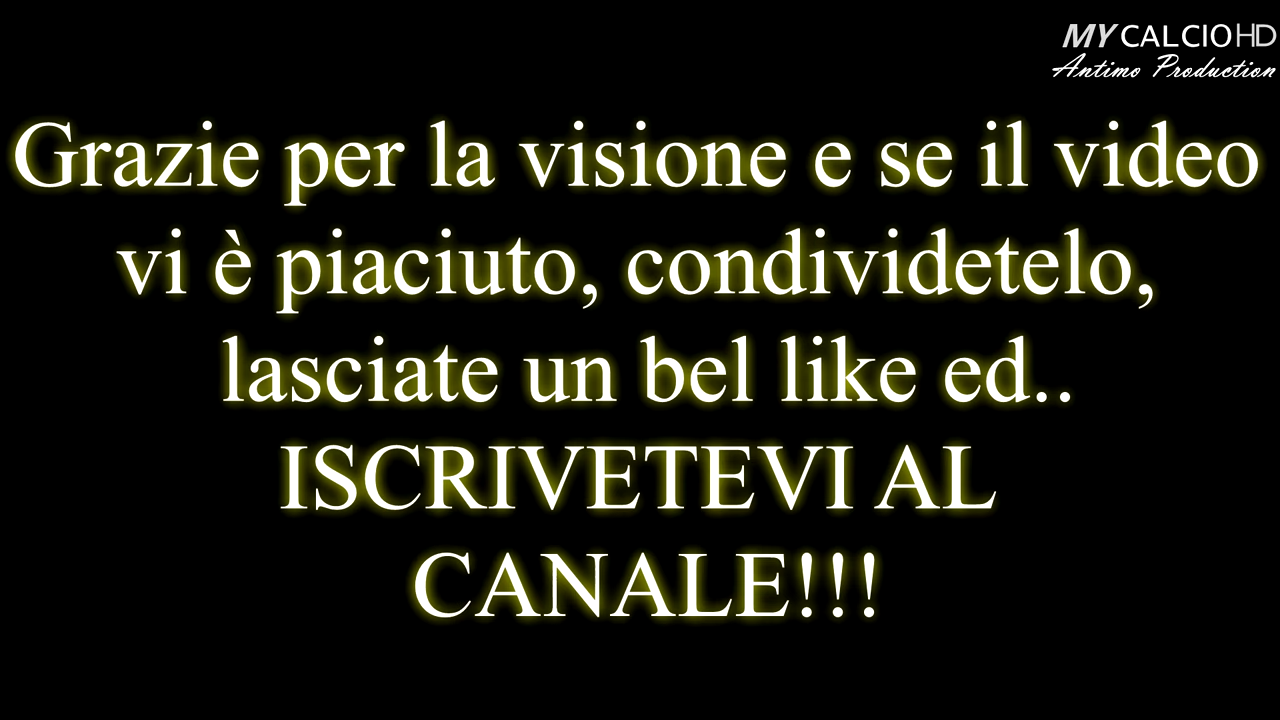 MY CALCIO HD
Antimo Production
Grazie per la visione e se il video
vi è piaciuto, condividetelo,
lasciate un bel like ed..
ISCRIVETEVI AL
CANALE!!!